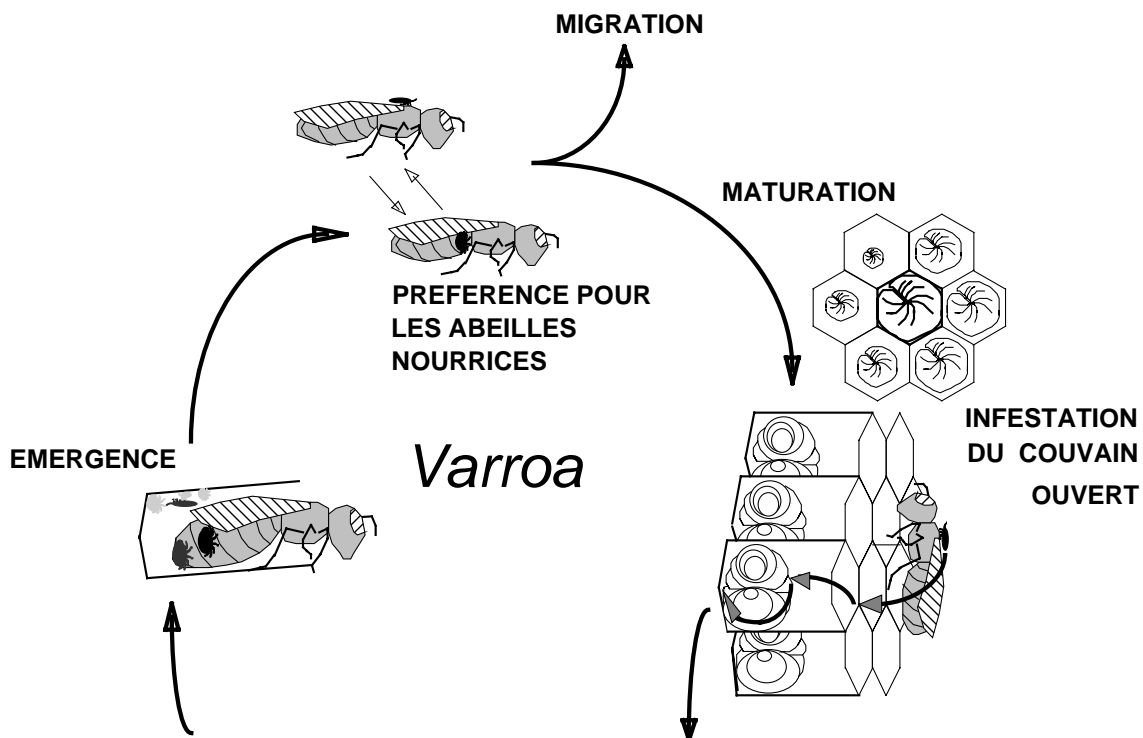 MIGRATION
MATURATION
PREFERENCE POUR
LES ABEILLES
NOURRICES
INFESTATION
DU COUVAIN
OUVERT
EMERGENCE
Varroa